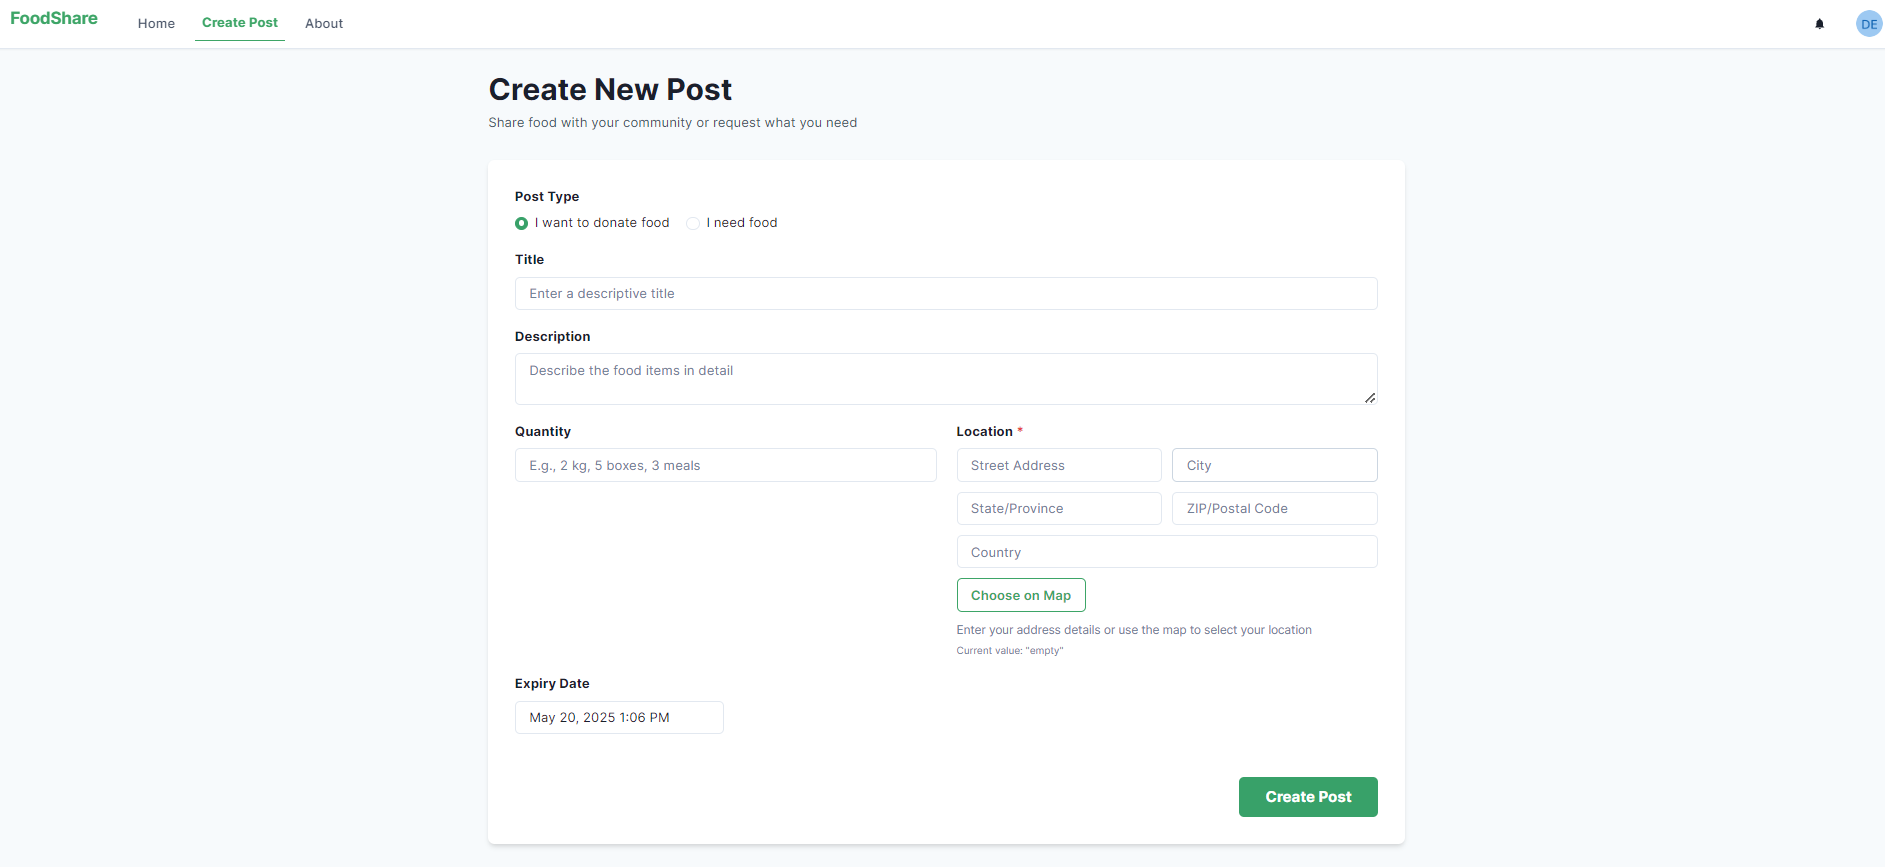 FoodShare
Home
Create Post
About
DE
Create New Post
Share food with your community or request what you need
Post Type
I want to donate food
I need food
Title
Enter a descriptive title
Description
Describe the food items in detail
Quantity
E.g., 2 kg, 5 boxes, 3 meals
Location *
Street Address
City
State/Province
ZIP/Postal Code
Country
Choose on Map
Enter your address details or use the map to select your location
Current value: "empty"
Expiry Date
May 20, 2025 1:06 PM
Create Post